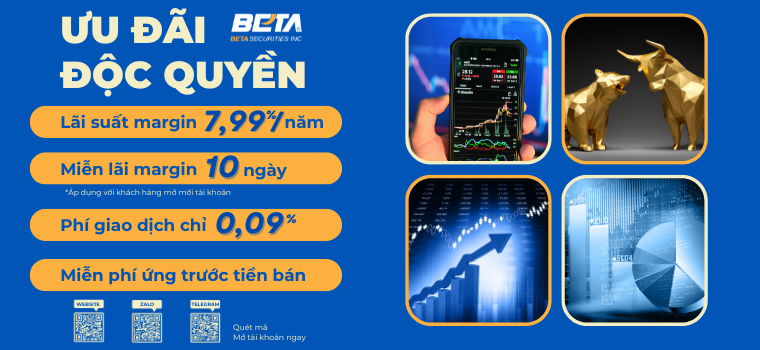 ƯU ĐÃI
ĐỘC QUYỀN
BETA
BETA SECURITIES INC
Lãi suất margin 7,99%/năm
Miễn lãi margin 10 ngày
*Áp dụng với khách hàng mở mới tài khoản
Phí giao dịch chỉ 0,09%
Miễn phí ứng trước tiền bán
WEBSITE
ZALO
TELEGRAM
Quét mã
Mở tài khoản ngay